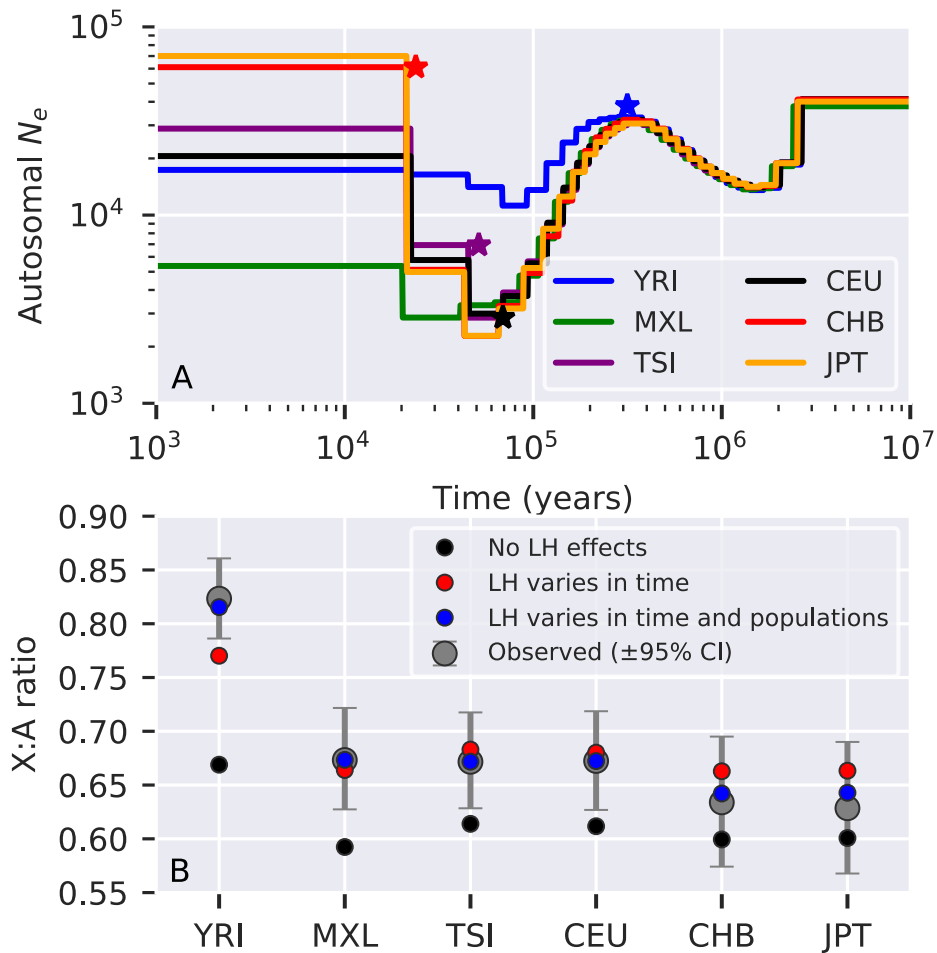 10^5
10^4
10^3
Autosomal N_e
A
YRI
MXL
TSI
CEU
CHB
JPT
10^3 10^4 10^5 10^6 10^7
Time (years)
0.90
0.85
0.80
0.75
0.70
0.65
0.60
0.55
X:A ratio
No LH effects
LH varies in time
LH varies in time and populations
Observed (±95% CI)
B
YRI MXL TSI CEU CHB JPT